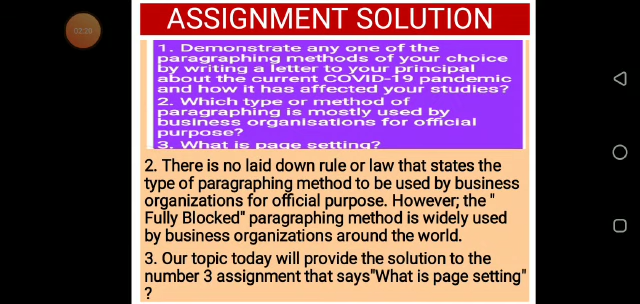 ASSIGNMENT SOLUTION
02:20
1. Demonstrate any one of the
paragraphing methods of your choice
by writing a letter to your principal
about the current COVID-19 pandemic
and how it has affected your studies?
2. Which type or method of
paragraphing is mostly used by
business organisations for official
purpose?
3. What is page setting?
2. There is no laid down rule or law that states the
type of paragraphing method to be used by business
organizations for official purpose. However; the "
Fully Blocked" paragraphing method is widely used
by business organizations around the world.
3. Our topic today will provide the solution to the
number 3 assignment that says"What is page setting"
?